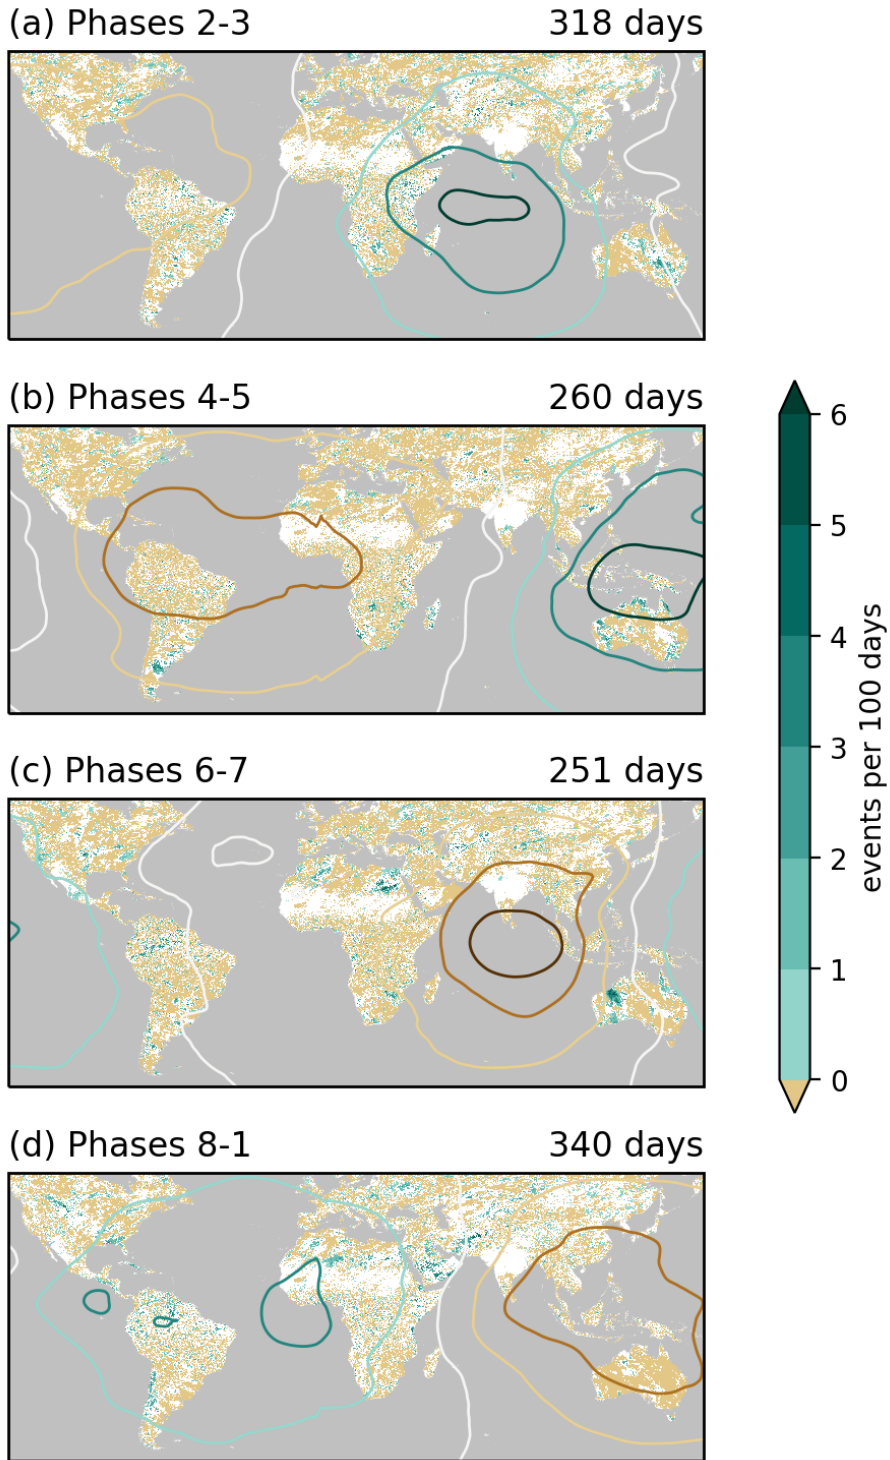 (a) Phases 2-3 318 days
(b) Phases 4-5 260 days
(c) Phases 6-7 251 days
(d) Phases 8-1 340 days
6
5
4
3
2
1
0
events per 100 days